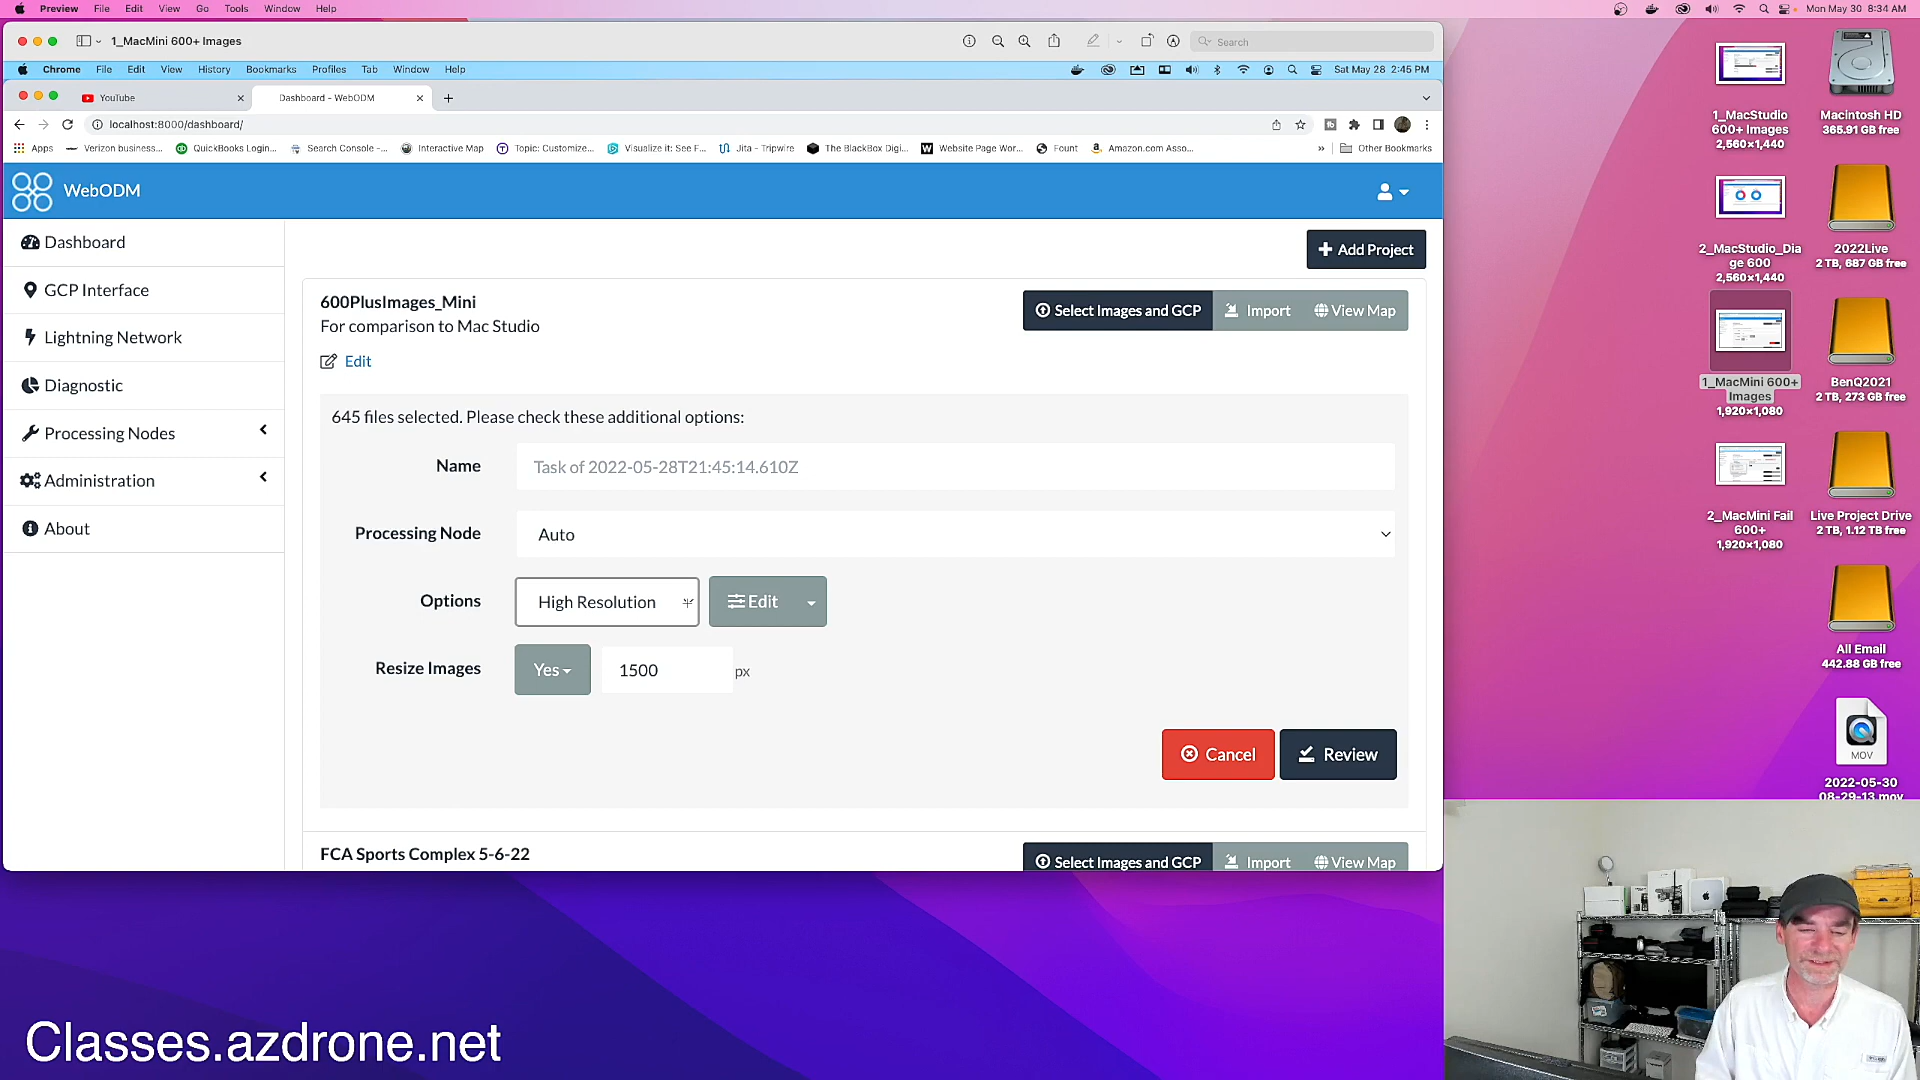 Preview File Edit View Go Tools Window Help
Mon May 30 8:34 AM
1_MacMini 600+ Images
Search
Chrome File Edit View History Bookmarks Profiles Tab Window Help
Sat May 28 2:45 PM
YouTube
Dashboard - WebODM
localhost:8000/dashboard/
Apps
Verizon business...
QuickBooks Login...
Search Console -...
Interactive Map
Topic: Customize...
Visualize it: See F...
Jita - Tripwire
The BlackBox Digi...
Website Page Wor...
Fount
Amazon.com Asso...
»
Other Bookmarks
WebODM
Dashboard
GCP Interface
Lightning Network
Diagnostic
Processing Nodes
Administration
About
Add Project
600PlusImages_Mini
For comparison to Mac Studio
Edit
Select Images and GCP
Import
View Map
645 files selected. Please check these additional options:
Name
Task of 2022-05-28T21:45:14.610Z
Processing Node
Auto
Options
High Resolution
Edit
Resize Images
Yes
1500
px
Cancel
Review
FCA Sports Complex 5-6-22
Select Images and GCP
Import
View Map
1_MacStudio
600+ Images
2,560×1,440
Macintosh HD
365.91 GB free
2_MacStudio_Dia
ge 600
2,560×1,440
2022Live
2 TB, 687 GB free
1_MacMini 600+
Images
1,920×1,080
BenQ2021
2 TB, 273 GB free
2_MacMini Fail
600+
1,920×1,080
Live Project Drive
2 TB, 1.12 TB free
All Email
442.88 GB free
MOV
2022-05-30
08-29-13.mov
Classes.azdrone.net